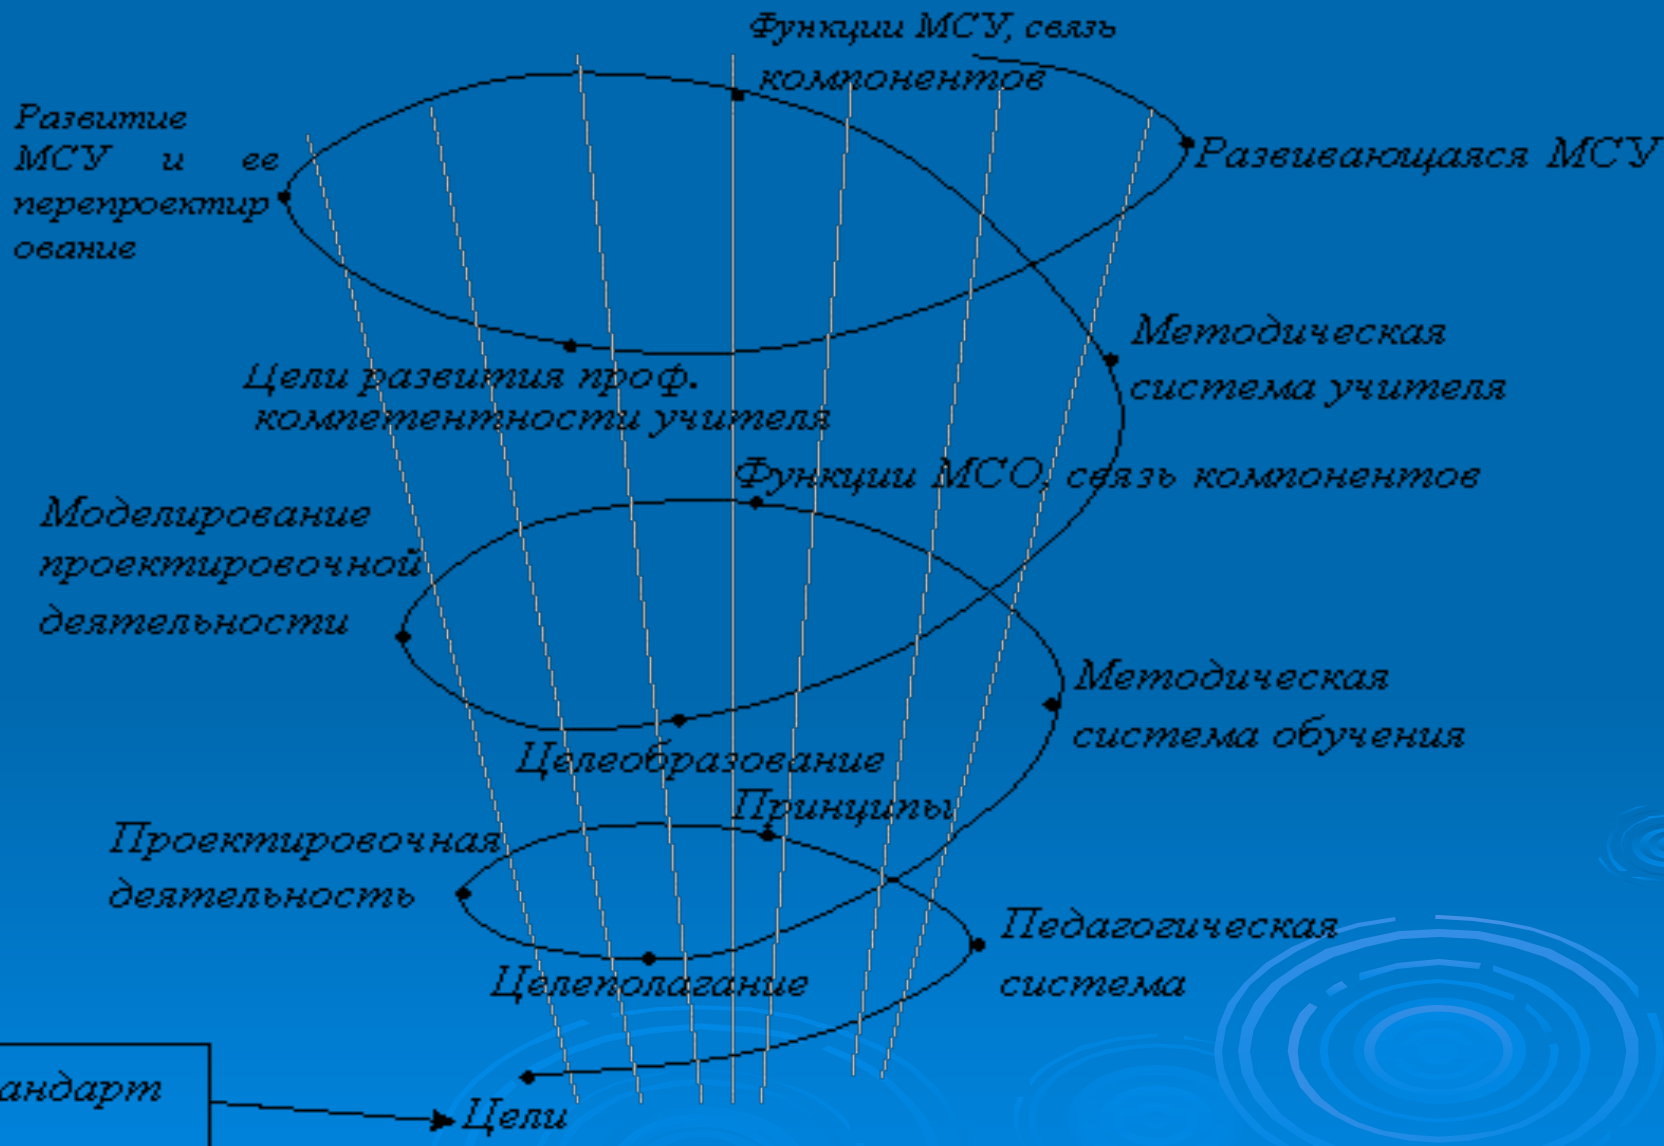 Функции МСУ, связь
компонентов
Развитие
МСУ и ее
перепроектир
ование
Развивающаяся МСУ
Методическая
система учителя
Цели развития проф.
компетентности учителя
Функции МСО, связь компонентов
Моделирование
проектировочной
деятельности
Методическая
система обучения
Целеобразование
Принципы
Проектировочная
деятельность
Педагогическая
система
Целеполагание
андарт
Цели